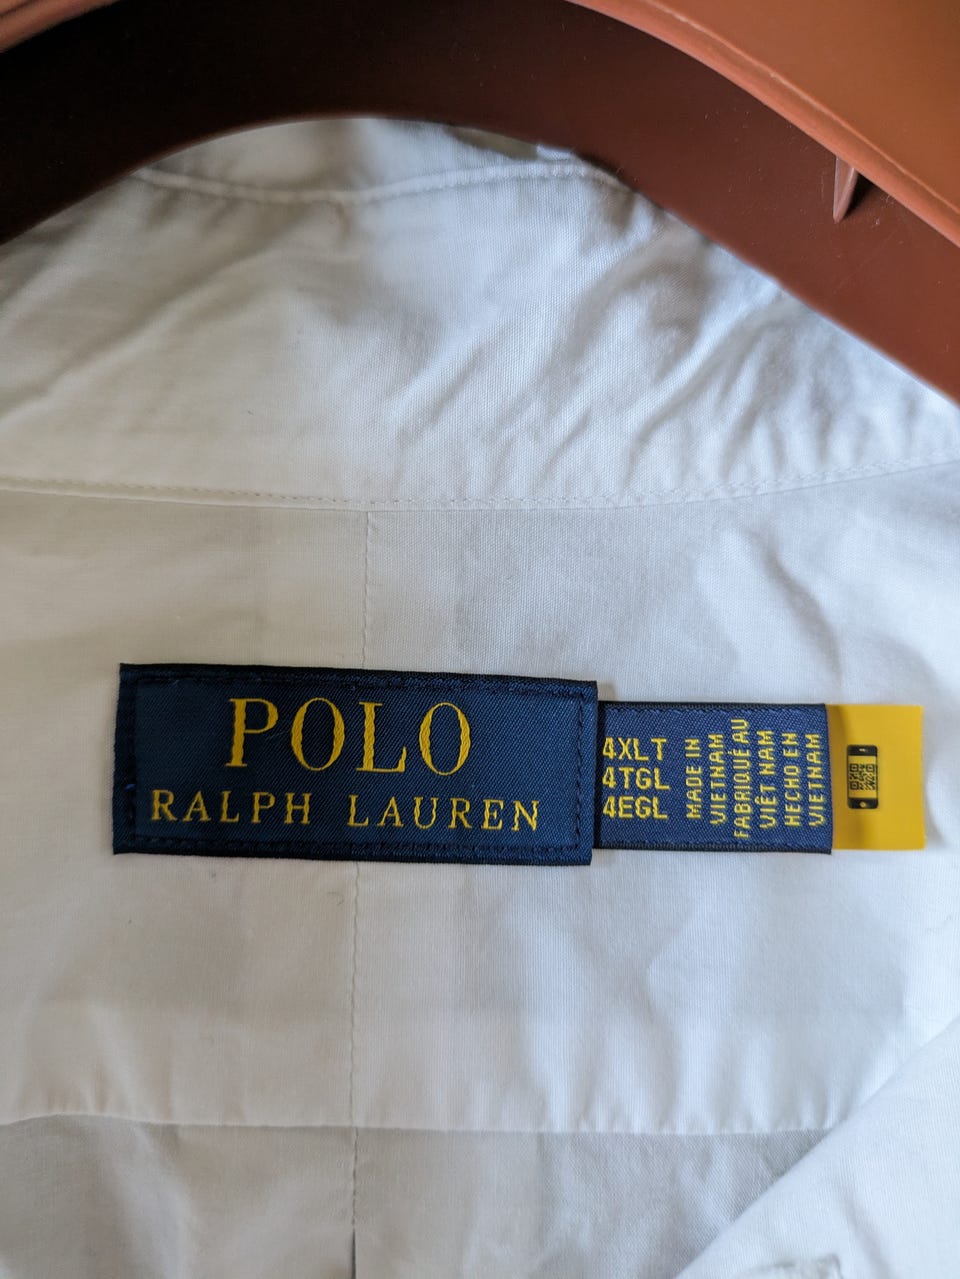 POLO
RALPH LAUREN
4XLT
4TGL
4EGL
MADE IN
VIETNAM
FABRIQUÉ AU
VIÊT NAM
HECHO EN
VIETNAM